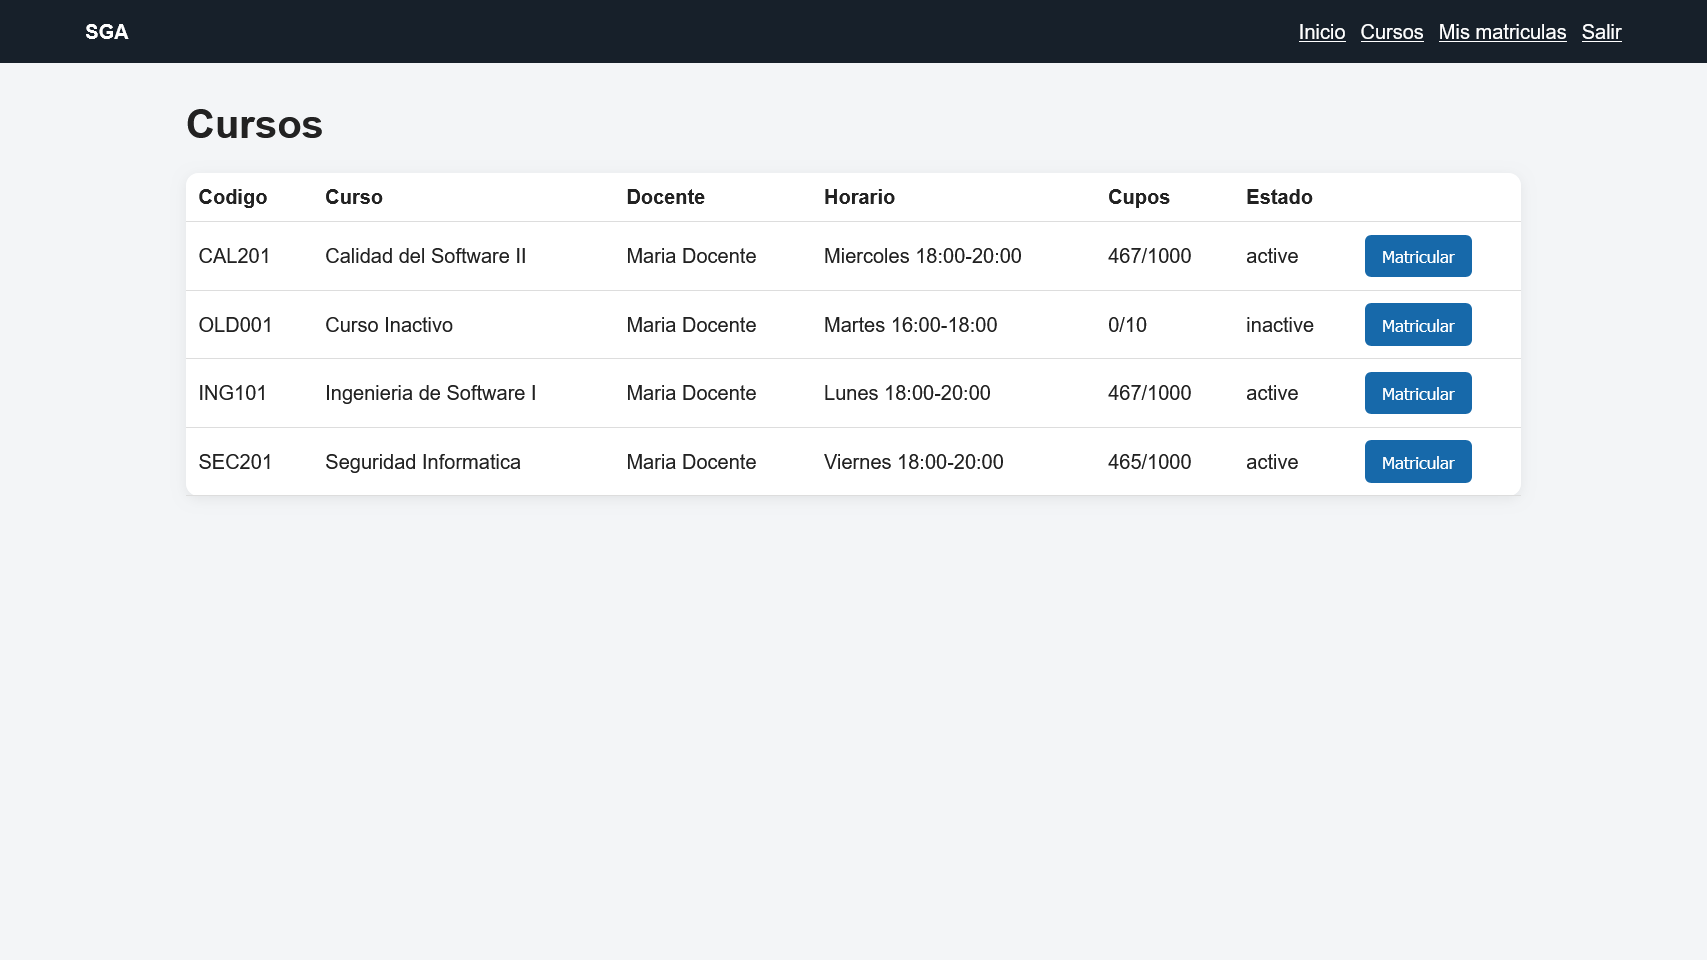 SGA Inicio Cursos Mis matriculas Salir
Cursos
Codigo Curso Docente Horario Cupos Estado
CAL201 Calidad del Software II Maria Docente Miercoles 18:00-20:00 467/1000 active Matricular
OLD001 Curso Inactivo Maria Docente Martes 16:00-18:00 0/10 inactive Matricular
ING101 Ingenieria de Software I Maria Docente Lunes 18:00-20:00 467/1000 active Matricular
SEC201 Seguridad Informatica Maria Docente Viernes 18:00-20:00 465/1000 active Matricular